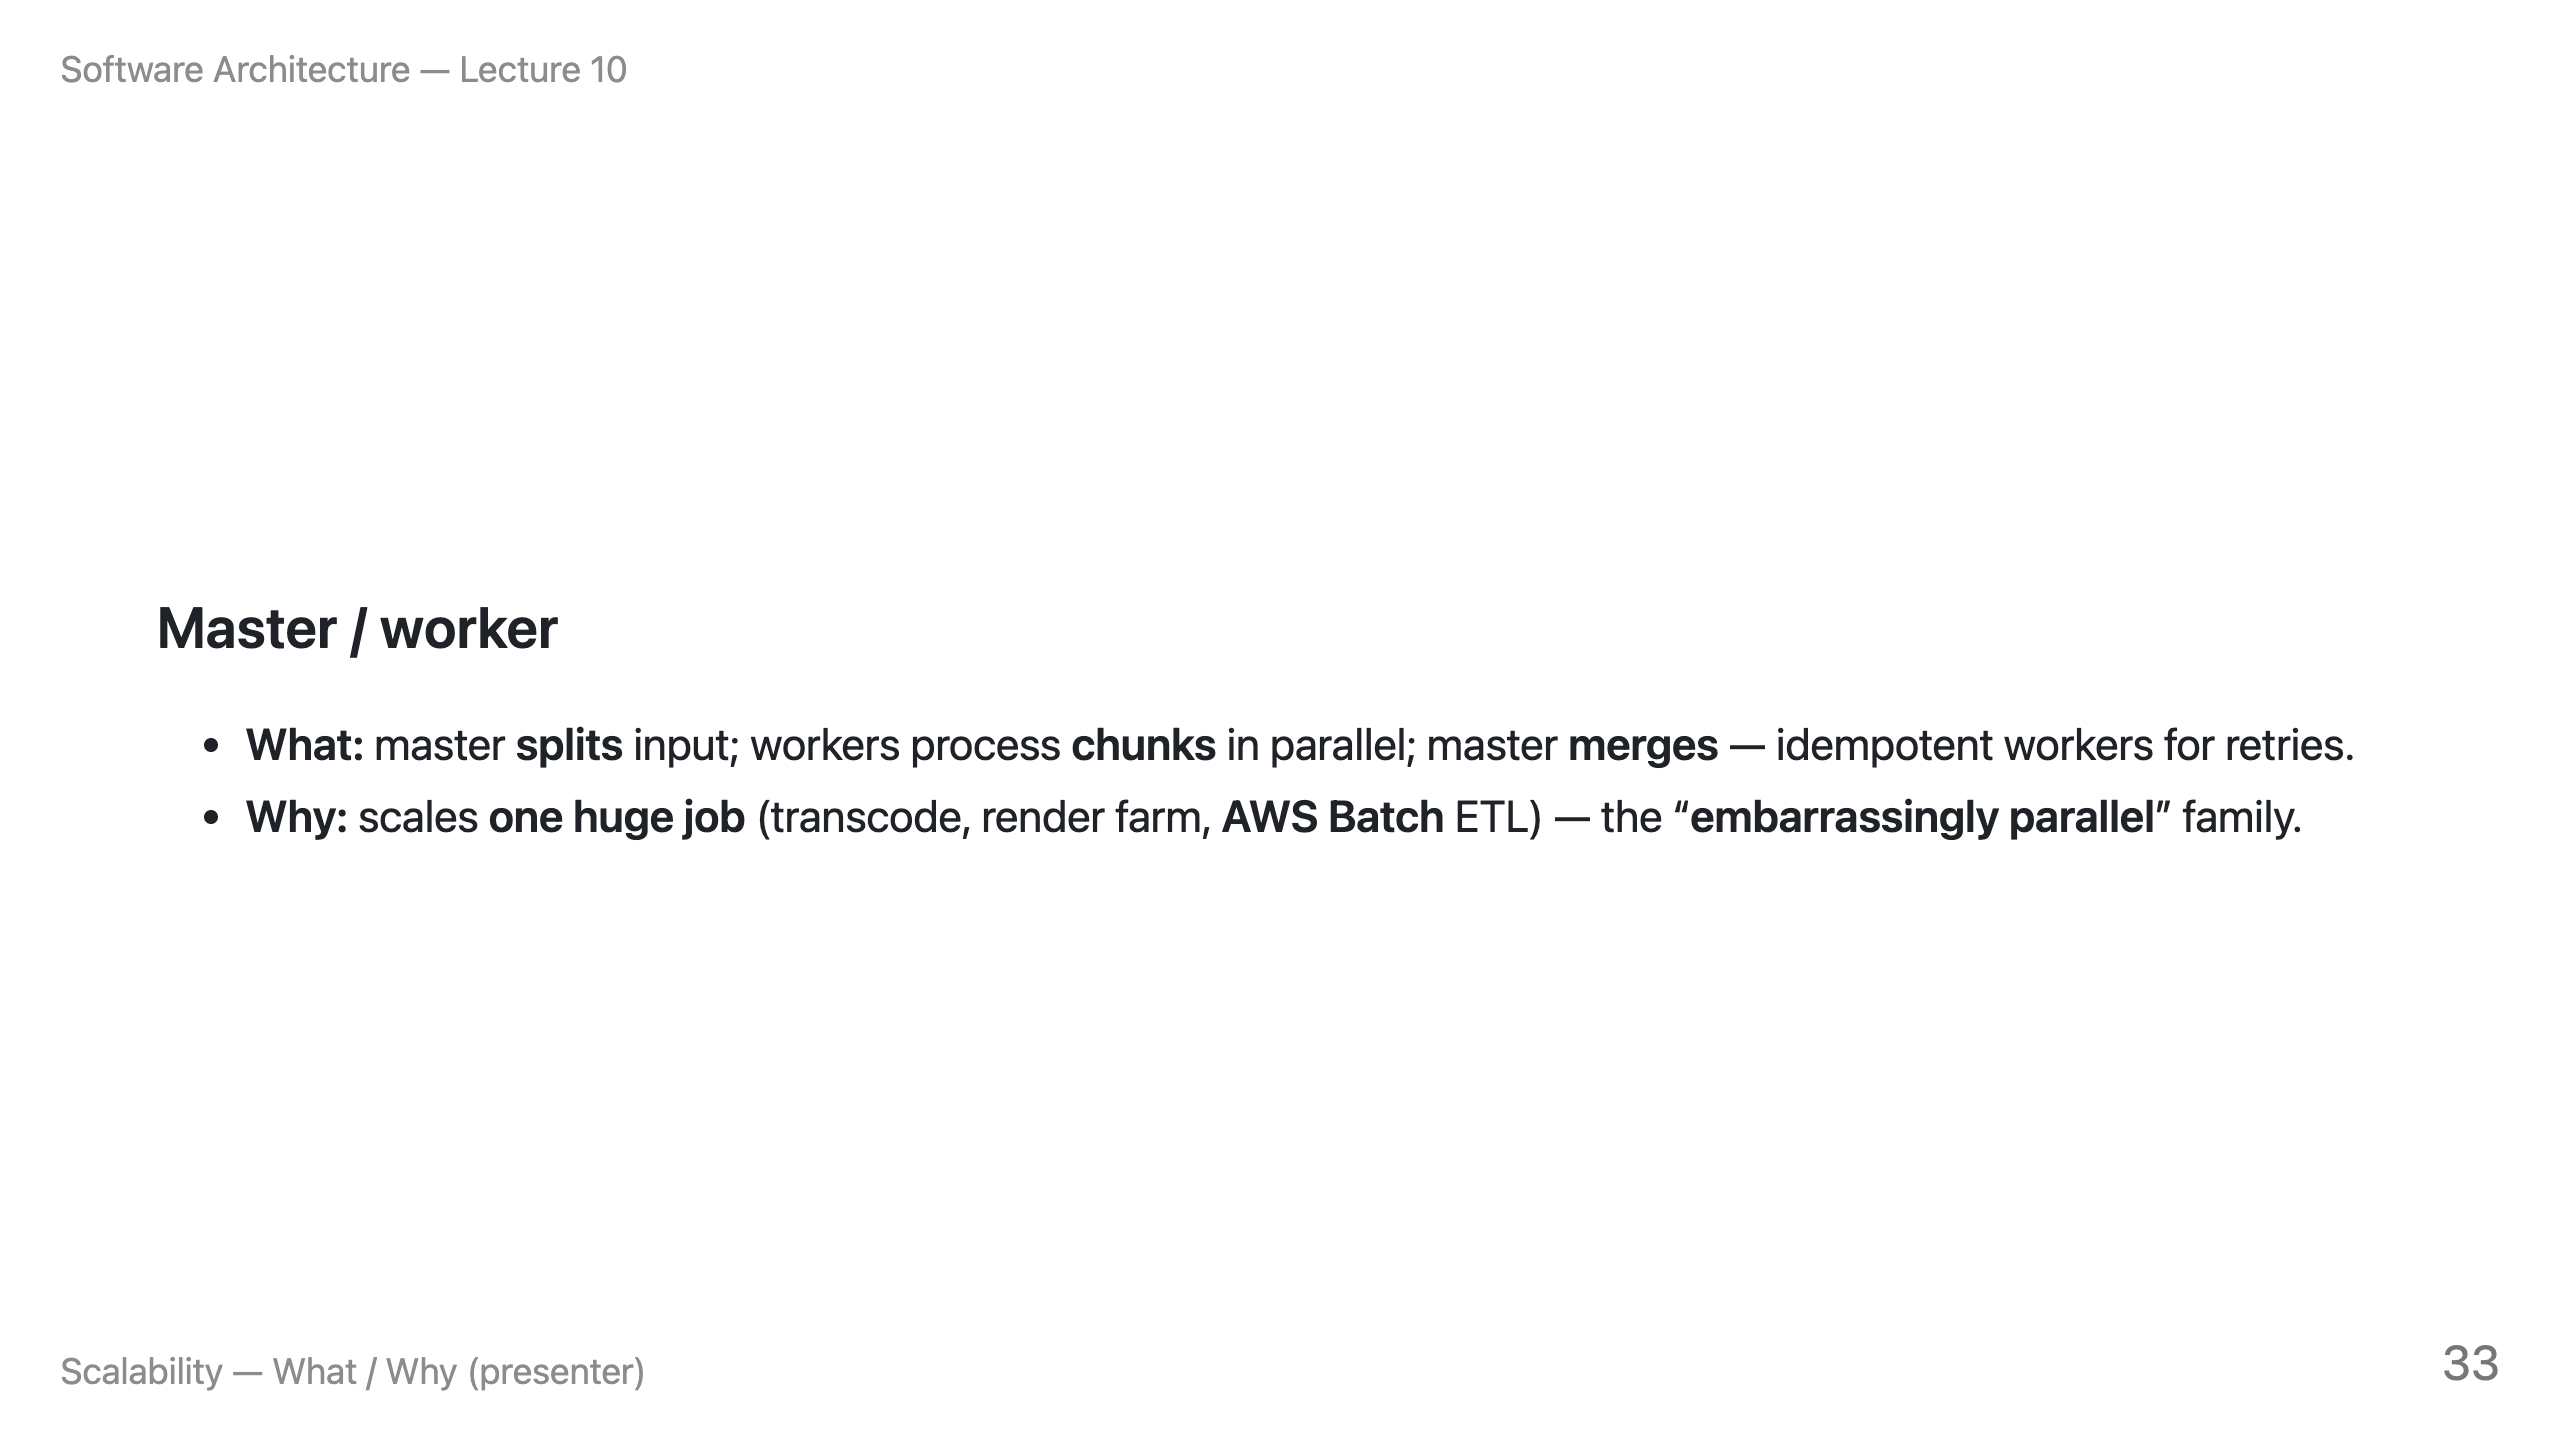 Software Architecture — Lecture 10
Master / worker
• What: master splits input; workers process chunks in parallel; master merges — idempotent workers for retries.
• Why: scales one huge job (transcode, render farm, AWS Batch ETL) — the “embarrassingly parallel” family.
Scalability — What / Why (presenter)
33